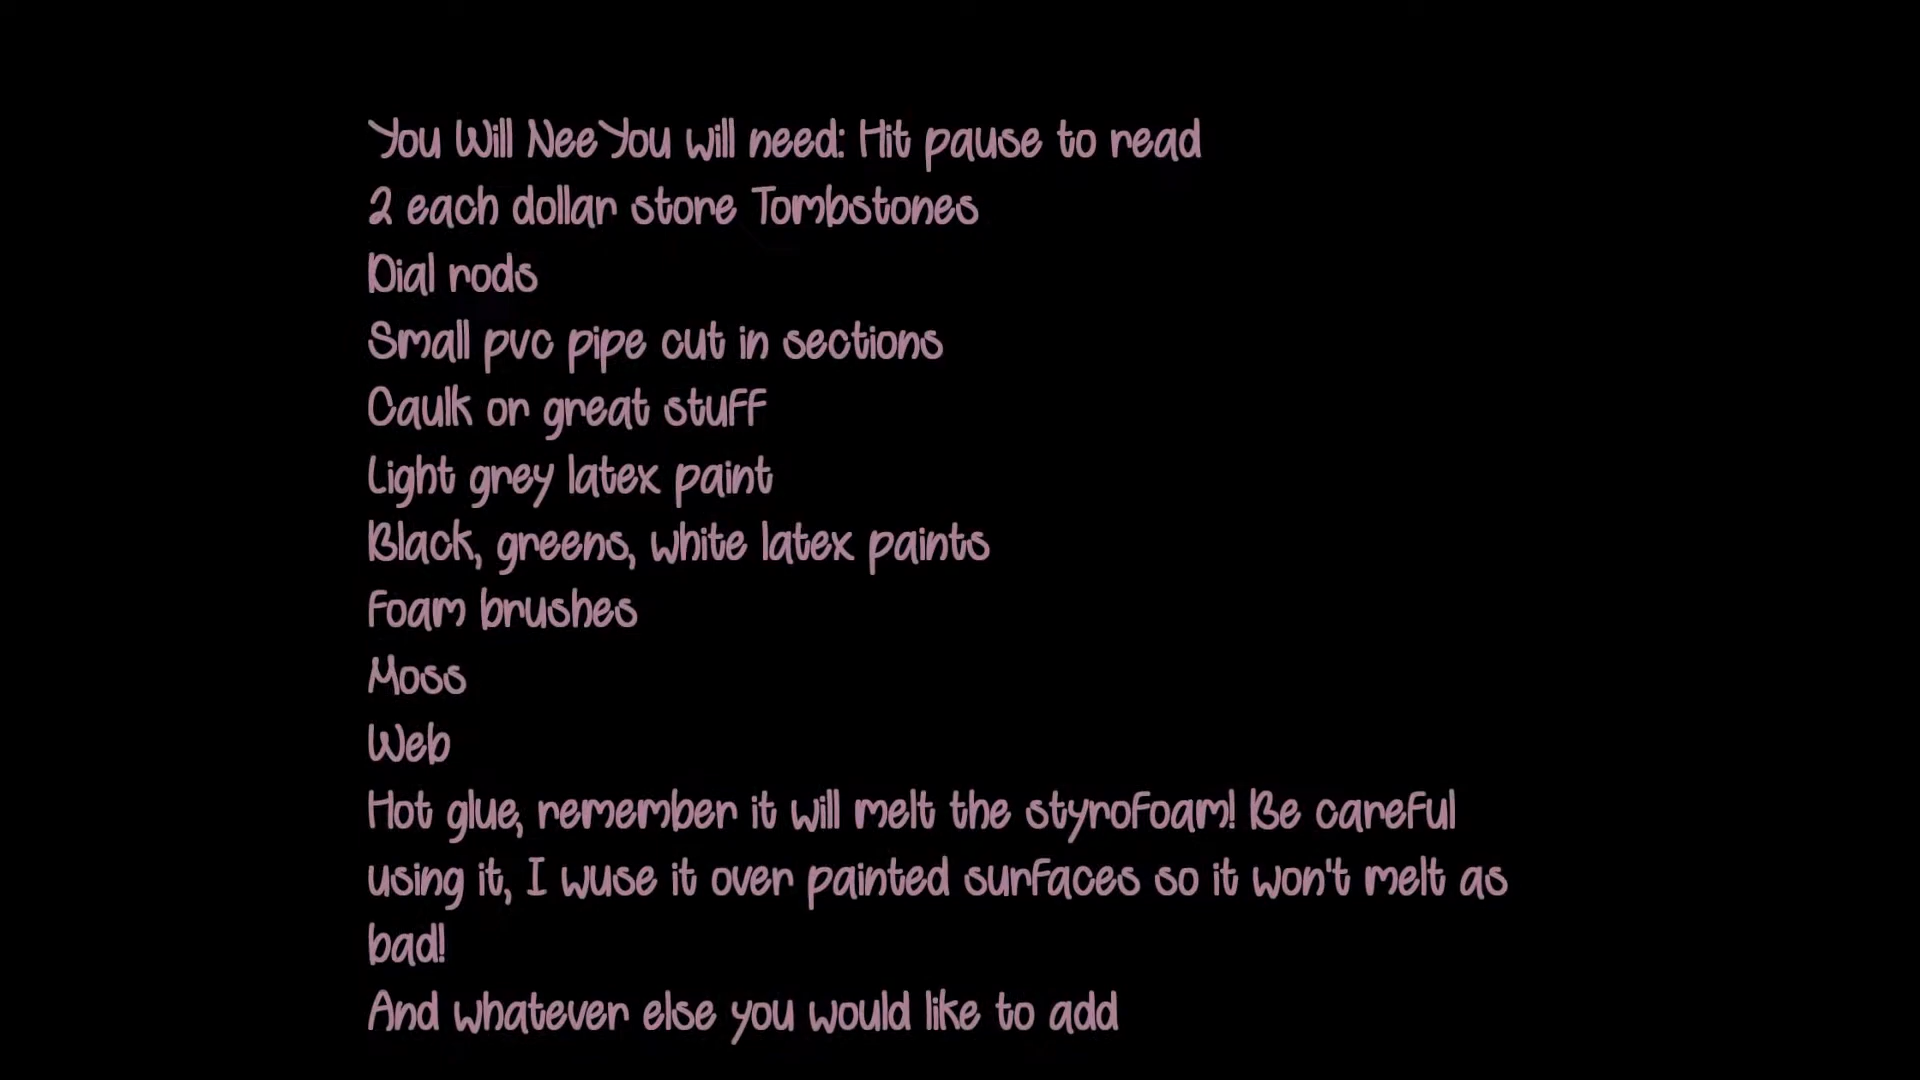 You Will NeeYou will need: Hit pause to read
2 each dollar store Tombstones
Dial rods
Small pvc pipe cut in sections
Caulk or great stuff
Light grey latex paint
Black, greens, white latex paints
Foam brushes
Moss
Web
Hot glue, remember it will melt the styrofoam! Be careful
using it, I wuse it over painted surfaces so it won't melt as
bad!
And whatever else you would like to add